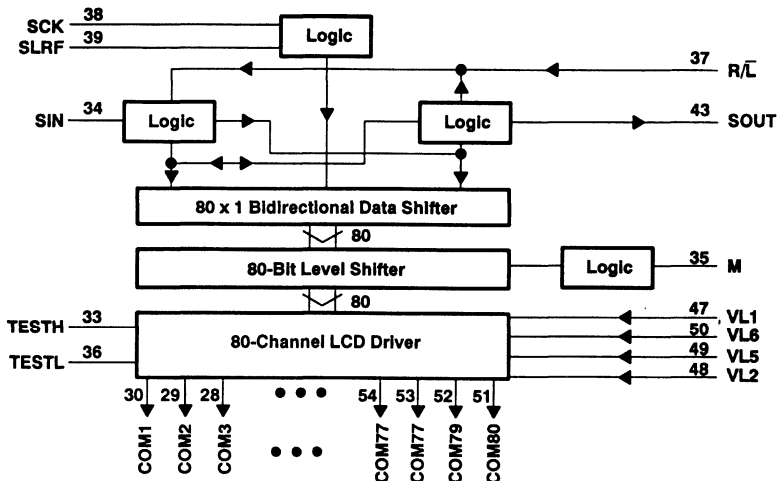 SCK 38
SLRF 39
Logic
37 R/L̅
SIN 34
Logic
Logic
43 SOUT
80 x 1 Bidirectional Data Shifter
80
80-Bit Level Shifter
Logic
35 M
80
TESTH 33
TESTL 36
80-Channel LCD Driver
47 VL1
50 VL6
49 VL5
48 VL2
30 29 28 54 53 52 51
COM1
COM2
COM3
COM77
COM77
COM79
COM80